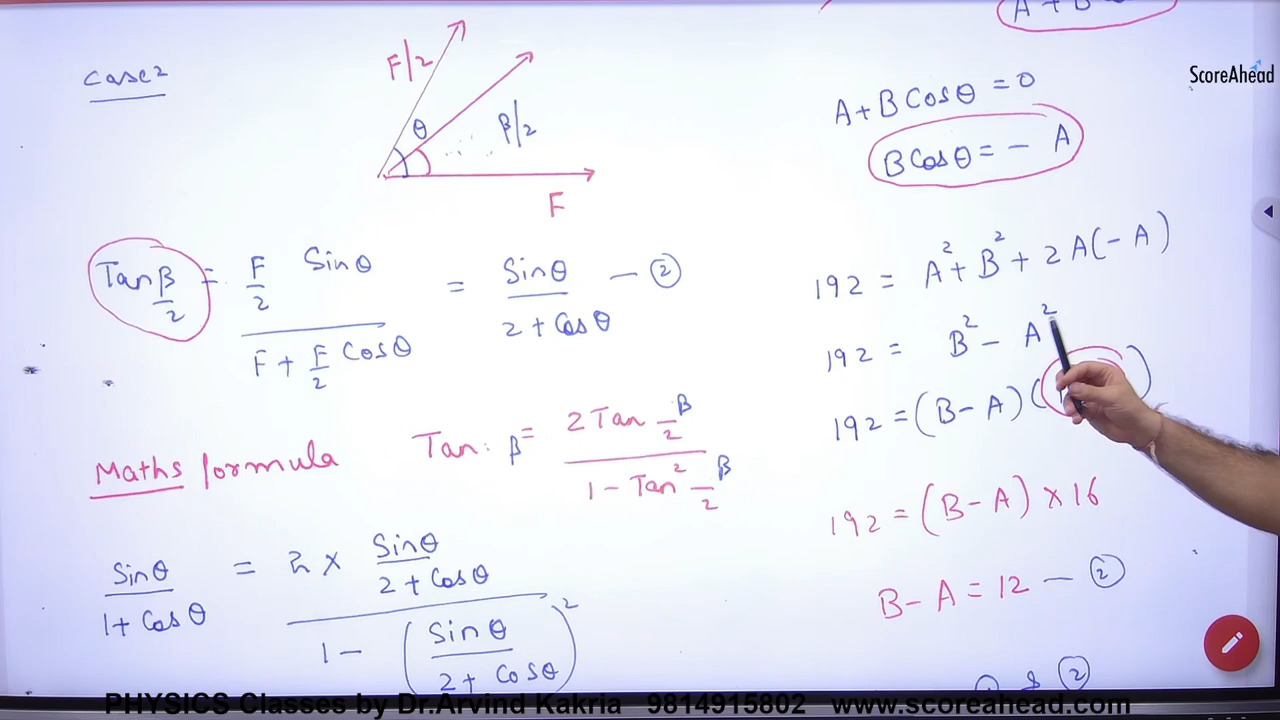 A + B
ScoreAhead
Case 2
F/2
θ
β/2
F
A + B Cosθ = 0
B Cosθ = - A
Tan β/2 = F/2 Sinθ / F + F/2 Cosθ = Sinθ / 2 + Cosθ - ②
192 = A² + B² + 2 A(- A)
192 = B² - A²
192 = (B - A) ( )
Maths formula
Tan β = 2 Tan β/2 / 1 - Tan² β/2
192 = (B - A) × 16
B - A = 12 - ②
Sinθ / 1 + Cosθ = 2 × Sinθ / 2 + Cosθ / 1 - (Sinθ / 2 + Cosθ)²
① & ②
PHYSICS Classes by Dr.Arvind Kakria 9814915802 www.scoreahead.com